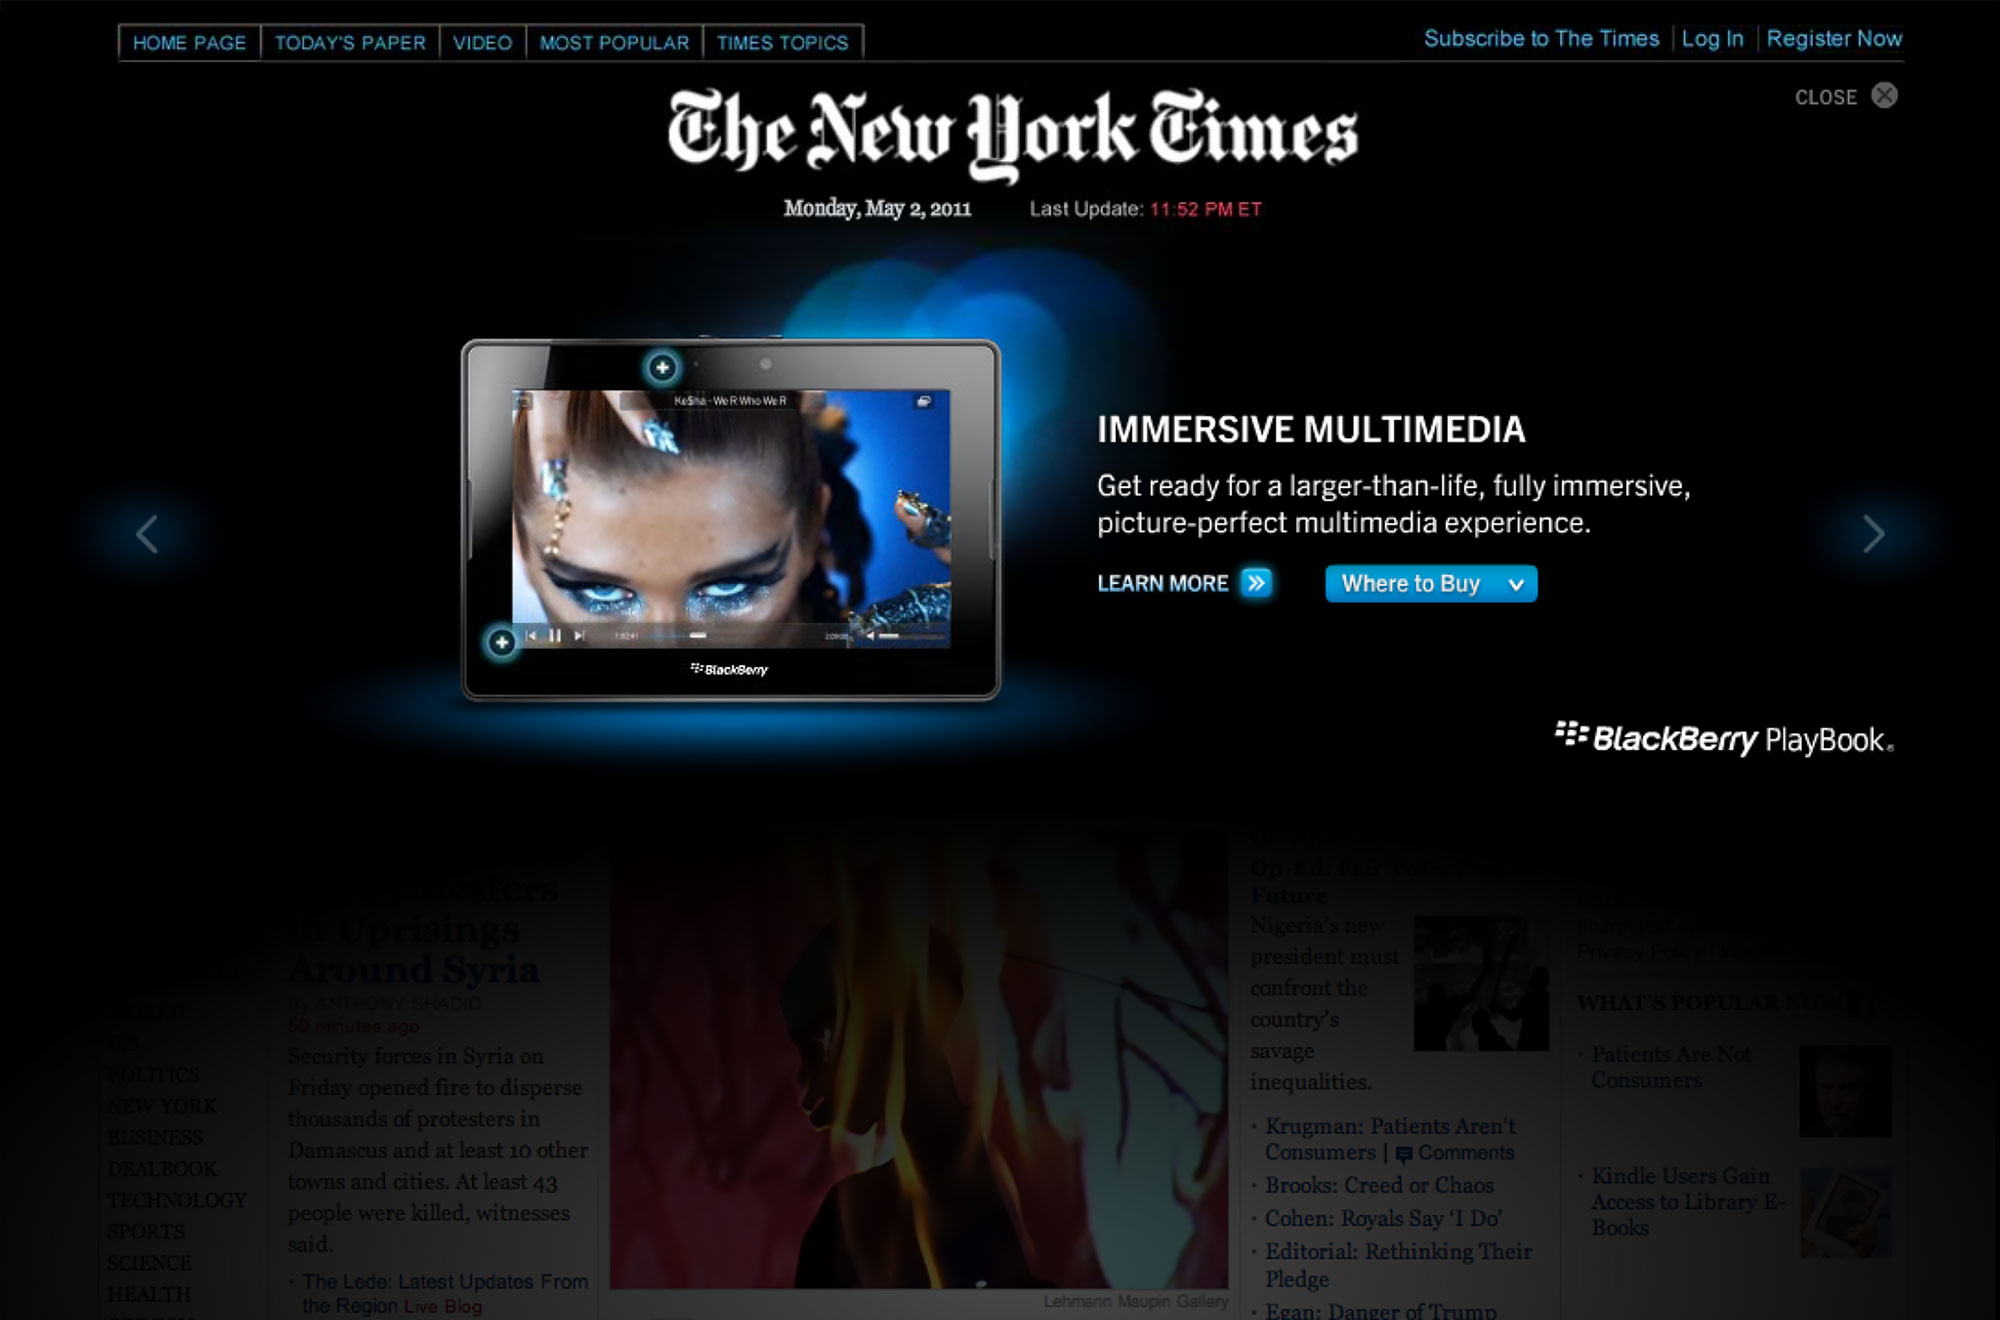 HOME PAGE
TODAY'S PAPER
VIDEO
MOST POPULAR
TIMES TOPICS
Subscribe to The Times
Log In
Register Now
CLOSE
The New York Times
Monday, May 2, 2011
Last Update: 11:52 PM ET
Ke$ha - We R Who We R
BlackBerry
IMMERSIVE MULTIMEDIA
Get ready for a larger-than-life, fully immersive,
picture-perfect multimedia experience.
LEARN MORE
Where to Buy
BlackBerry PlayBook
in Uprisings
Around Syria
By ANTHONY SHADID
50 minutes ago
Security forces in Syria on
Friday opened fire to disperse
thousands of protesters in
Damascus and at least 10 other
towns and cities. At least 43
people were killed, witnesses
said.
· The Lede: Latest Updates From
the Region Live Blog
WORLD
U.S.
POLITICS
NEW YORK
BUSINESS
DEALBOOK
TECHNOLOGY
SPORTS
SCIENCE
HEALTH
Lehmann Maupin Gallery
Op-Ed: Fair Vote,
Future
Nigeria's new
president must
confront the
country's
savage
inequalities.
· Krugman: Patients Aren't
Consumers | Comments
· Brooks: Creed or Chaos
· Cohen: Royals Say 'I Do'
· Editorial: Rethinking Their
Pledge
· Egan: Danger of Trump
Privacy Policy |
WHAT'S POPULAR NOW
· Patients Are Not
Consumers
· Kindle Users Gain
Access to Library E-
Books